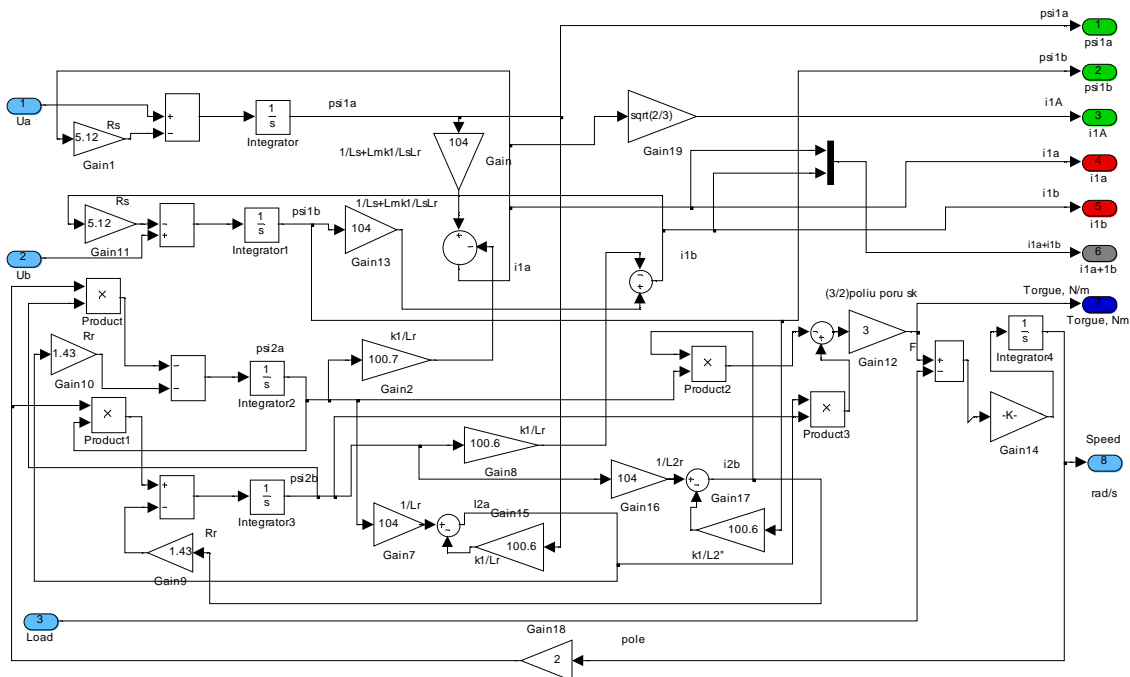 psi1a
1
psi1a
psi1b
2
psi1b
i1A
3
i1A
i1a
4
i1a
i1b
5
i1b
i1a+i1b
6
i1a+1b
Torgue, N/m
7
Torgue, Nm
1
Ua
Rs
5.12
Gain1
+
−
1
s
Integrator
psi1a
1/Ls+Lmk1/LsLr
104
Gain
sqrt(2/3)
Gain19
Rs
5.12
Gain11
−
+
1
s
Integrator1
psi1b
1/Ls+Lmk1/LsLr
104
Gain13
+
−
i1a
i1b
−
+
2
Ub
×
Product
Rr
1.43
Gain10
−
−
psi2a
1
s
Integrator2
k1/Lr
100.7
Gain2
×
Product2
(3/2)poliu poru sk
−
+
3
Gain12
F
+
−
1
s
Integrator4
×
Product1
×
Product3
-K-
Gain14
k1/Lr
100.6
Gain8
+
−
psi2b
1
s
Integrator3
1/L2r
104
Gain16
i2b
+
−
Gain17
100.6
k1/L2"
Speed
8
rad/s
Rr
1.43
Gain9
1/Lr
104
Gain7
I2a
+
−
Gain15
100.6
k1/Lr
3
Load
Gain18
2
pole